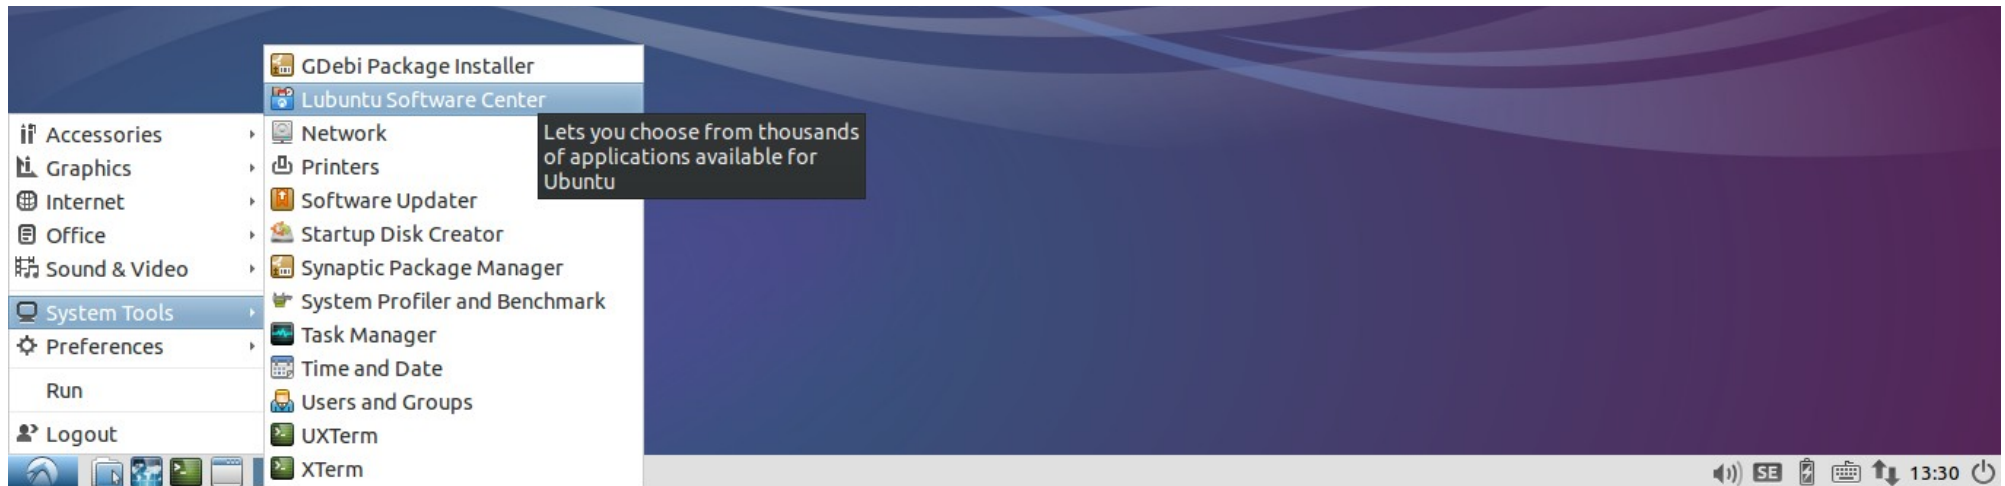 Accessories
Graphics
Internet
Office
Sound & Video
System Tools
Preferences
Run
Logout
GDebi Package Installer
Lubuntu Software Center
Network
Printers
Software Updater
Startup Disk Creator
Synaptic Package Manager
System Profiler and Benchmark
Task Manager
Time and Date
Users and Groups
UXTerm
XTerm
Lets you choose from thousands
of applications available for
Ubuntu
SE
13:30